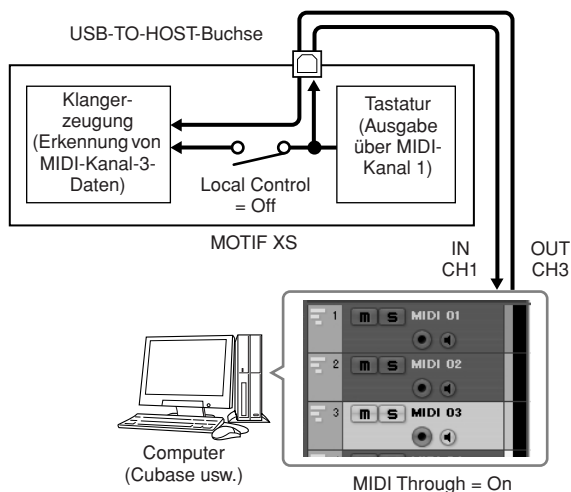 USB-TO-HOST-Buchse
Klanger-
zeugung
(Erkennung von
MIDI-Kanal-3-
Daten)
Tastatur
(Ausgabe
über MIDI-
Kanal 1)
Local Control
= Off
MOTIF XS
IN
CH1
OUT
CH3
1 m S MIDI 01
2 m S MIDI 02
3 m S MIDI 03
Computer
(Cubase usw.)
MIDI Through = On